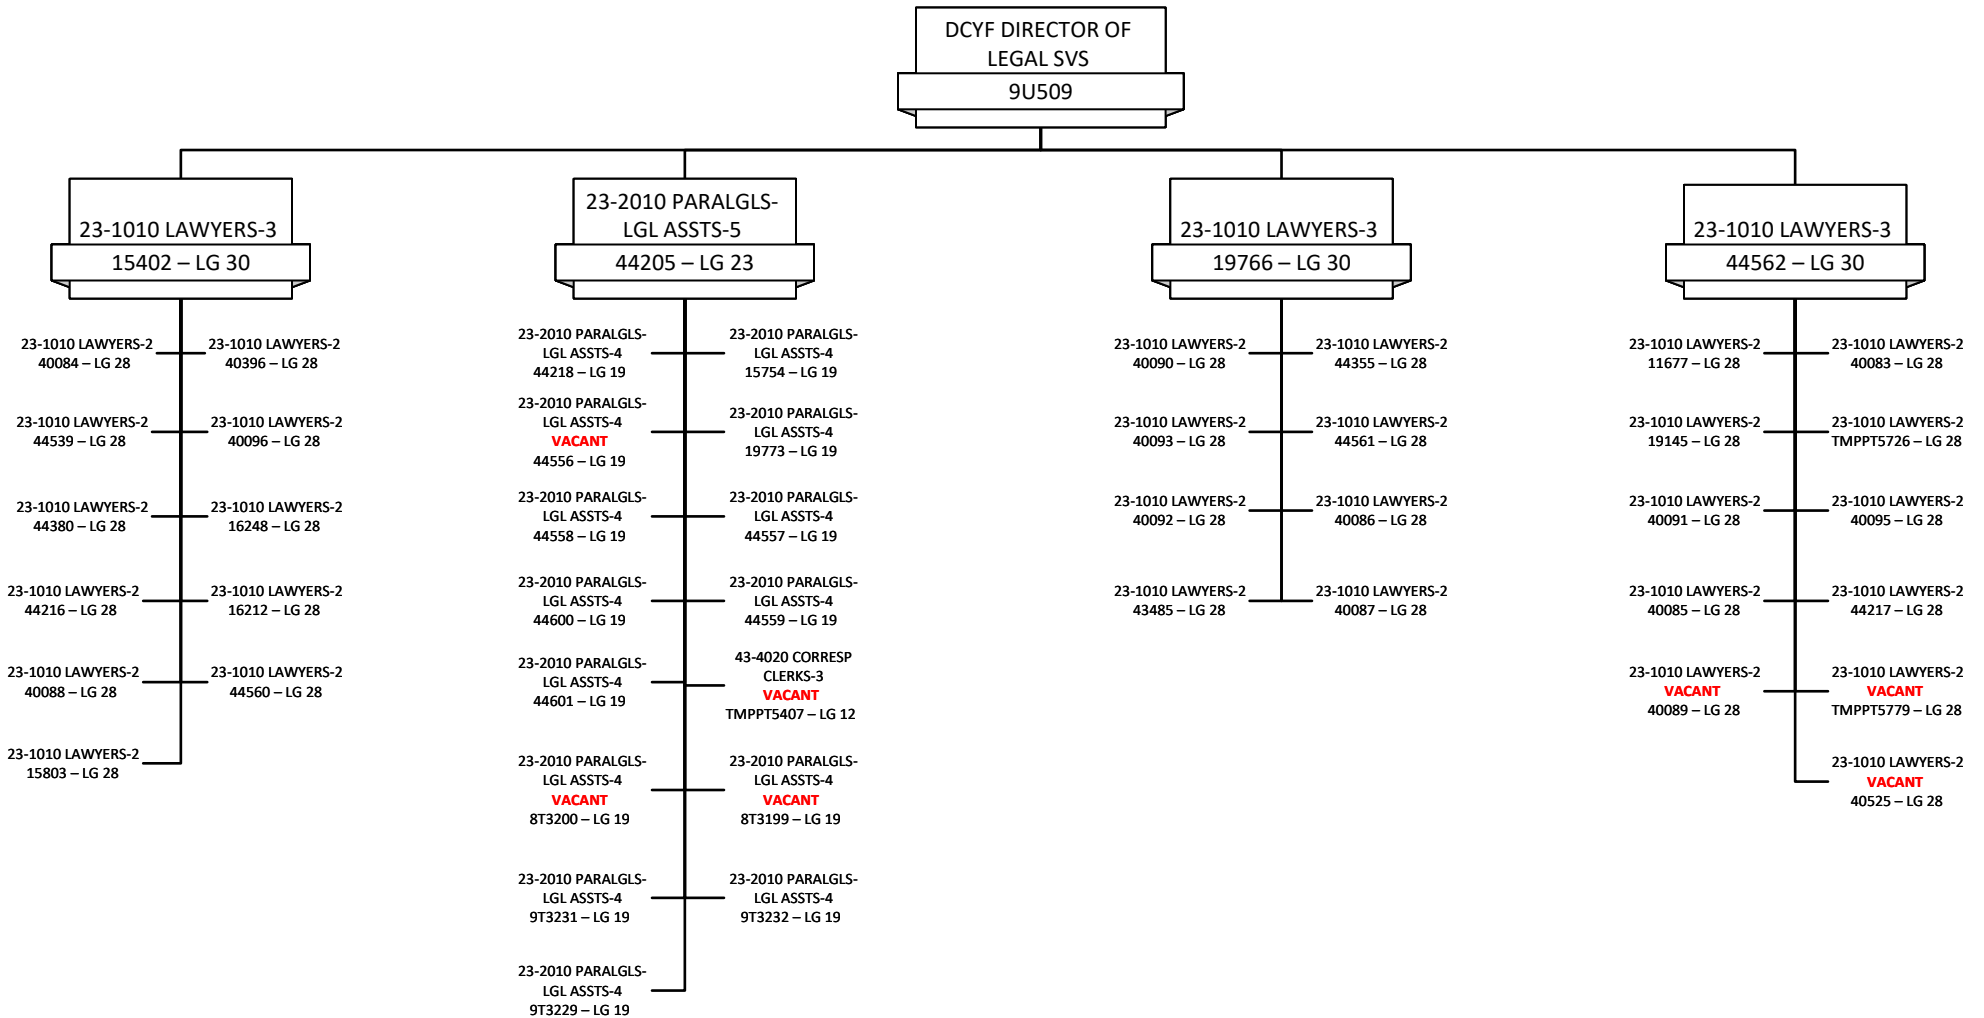 DCYF DIRECTOR OF
LEGAL SVS
9U509
23-1010 LAWYERS-3
15402 – LG 30
23-2010 PARALGLS-
LGL ASSTS-5
44205 – LG 23
23-1010 LAWYERS-3
19766 – LG 30
23-1010 LAWYERS-3
44562 – LG 30
23-1010 LAWYERS-2
40084 – LG 28
23-1010 LAWYERS-2
40396 – LG 28
23-1010 LAWYERS-2
44539 – LG 28
23-1010 LAWYERS-2
40096 – LG 28
23-1010 LAWYERS-2
44380 – LG 28
23-1010 LAWYERS-2
16248 – LG 28
23-1010 LAWYERS-2
44216 – LG 28
23-1010 LAWYERS-2
16212 – LG 28
23-1010 LAWYERS-2
40088 – LG 28
23-1010 LAWYERS-2
44560 – LG 28
23-1010 LAWYERS-2
15803 – LG 28
23-2010 PARALGLS-
LGL ASSTS-4
44218 – LG 19
23-2010 PARALGLS-
LGL ASSTS-4
15754 – LG 19
23-2010 PARALGLS-
LGL ASSTS-4
VACANT
44556 – LG 19
23-2010 PARALGLS-
LGL ASSTS-4
19773 – LG 19
23-2010 PARALGLS-
LGL ASSTS-4
44558 – LG 19
23-2010 PARALGLS-
LGL ASSTS-4
44557 – LG 19
23-2010 PARALGLS-
LGL ASSTS-4
44600 – LG 19
23-2010 PARALGLS-
LGL ASSTS-4
44559 – LG 19
23-2010 PARALGLS-
LGL ASSTS-4
44601 – LG 19
43-4020 CORRESP
CLERKS-3
VACANT
TMPPT5407 – LG 12
23-2010 PARALGLS-
LGL ASSTS-4
VACANT
8T3200 – LG 19
23-2010 PARALGLS-
LGL ASSTS-4
VACANT
8T3199 – LG 19
23-2010 PARALGLS-
LGL ASSTS-4
9T3231 – LG 19
23-2010 PARALGLS-
LGL ASSTS-4
9T3232 – LG 19
23-2010 PARALGLS-
LGL ASSTS-4
9T3229 – LG 19
23-1010 LAWYERS-2
40090 – LG 28
23-1010 LAWYERS-2
44355 – LG 28
23-1010 LAWYERS-2
40093 – LG 28
23-1010 LAWYERS-2
44561 – LG 28
23-1010 LAWYERS-2
40092 – LG 28
23-1010 LAWYERS-2
40086 – LG 28
23-1010 LAWYERS-2
43485 – LG 28
23-1010 LAWYERS-2
40087 – LG 28
23-1010 LAWYERS-2
11677 – LG 28
23-1010 LAWYERS-2
40083 – LG 28
23-1010 LAWYERS-2
19145 – LG 28
23-1010 LAWYERS-2
TMPPT5726 – LG 28
23-1010 LAWYERS-2
40091 – LG 28
23-1010 LAWYERS-2
40095 – LG 28
23-1010 LAWYERS-2
40085 – LG 28
23-1010 LAWYERS-2
44217 – LG 28
23-1010 LAWYERS-2
VACANT
40089 – LG 28
23-1010 LAWYERS-2
VACANT
TMPPT5779 – LG 28
23-1010 LAWYERS-2
VACANT
40525 – LG 28